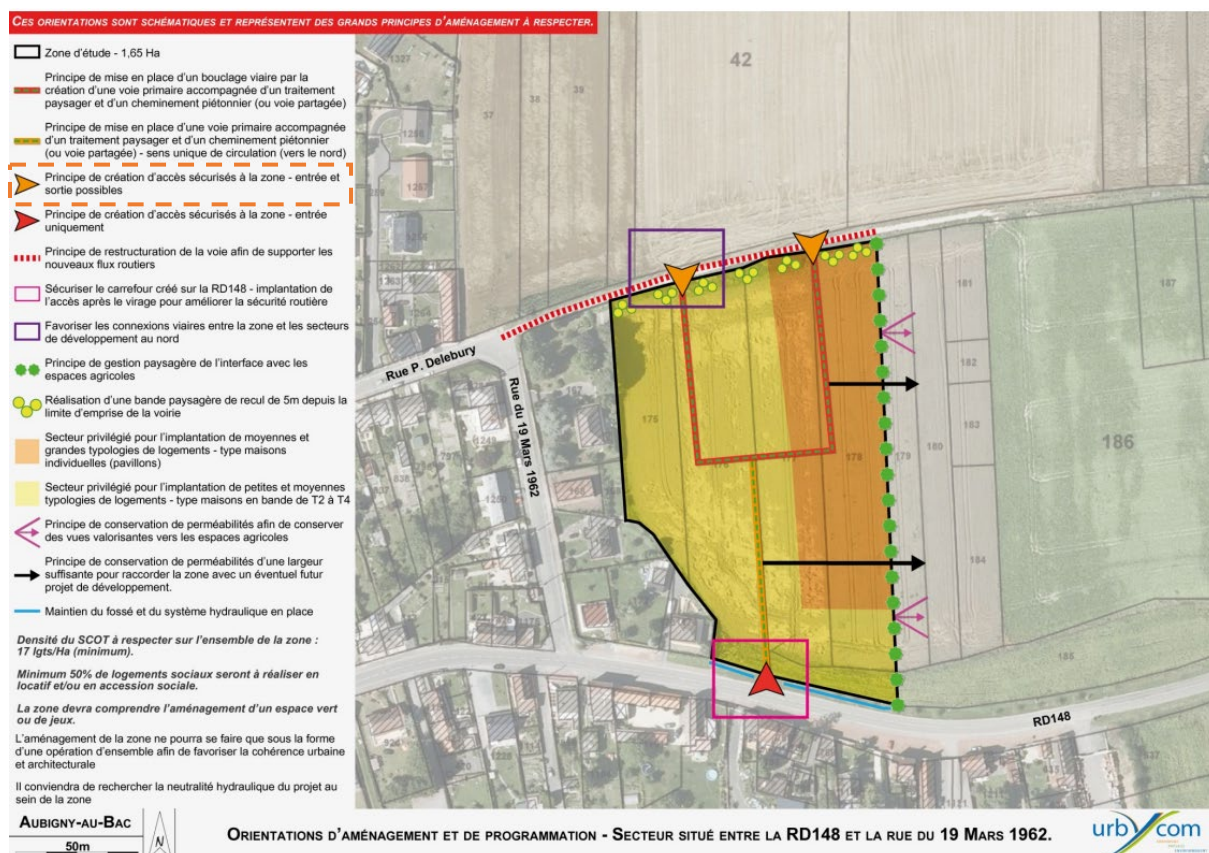 CES ORIENTATIONS SONT SCHÉMATIQUES ET REPRÉSENTENT DES GRANDS PRINCIPES D'AMÉNAGEMENT À RESPECTER.
Zone d'étude - 1,65 Ha
Principe de mise en place d'un bouclage viaire par la
création d'une voie primaire accompagnée d'un traitement
paysager et d'un cheminement piétonnier (ou voie partagée)
Principe de mise en place d'une voie primaire accompagnée
d'un traitement paysager et d'un cheminement piétonnier
(ou voie partagée) - sens unique de circulation (vers le nord)
Principe de création d'accès sécurisés à la zone - entrée et
sortie possibles
Principe de création d'accès sécurisés à la zone - entrée
uniquement
Principe de restructuration de la voie afin de supporter les
nouveaux flux routiers
Sécuriser le carrefour créé sur la RD148 - implantation de
l'accès après le virage pour améliorer la sécurité routière
Favoriser les connexions viaires entre la zone et les secteurs
de développement au nord
Principe de gestion paysagère de l'interface avec les
espaces agricoles
Réalisation d'une bande paysagère de recul de 5m depuis la
limite d'emprise de la voirie
Secteur privilégié pour l'implantation de moyennes et
grandes typologies de logements - type maisons
individuelles (pavillons)
Secteur privilégié pour l'implantation de petites et moyennes
typologies de logements - type maisons en bande de T2 à T4
Principe de conservation de perméabilités afin de conserver
des vues valorisantes vers les espaces agricoles
Principe de conservation de perméabilités d'une largeur
suffisante pour raccorder la zone avec un éventuel futur
projet de développement.
Maintien du fossé et du système hydraulique en place
Densité du SCOT à respecter sur l'ensemble de la zone :
17 lgts/Ha (minimum).
Minimum 50% de logements sociaux seront à réaliser en
locatif et/ou en accession sociale.
La zone devra comprendre l'aménagement d'un espace vert
ou de jeux.
L'aménagement de la zone ne pourra se faire que sous la forme
d'une opération d'ensemble afin de favoriser la cohérence urbaine
et architecturale
Il conviendra de rechercher la neutralité hydraulique du projet au
sein de la zone
AUBIGNY-AU-BAC
50m
N
42
37
38
39
1327
1286
1287
Rue P. Delebury
Rue du 19 Mars 1962
167
1249
175
176
177
178
179
180
181
182
183
184
185
186
187
RD148
ORIENTATIONS D'AMÉNAGEMENT ET DE PROGRAMMATION - SECTEUR SITUÉ ENTRE LA RD148 ET LA RUE DU 19 MARS 1962.
urbycom